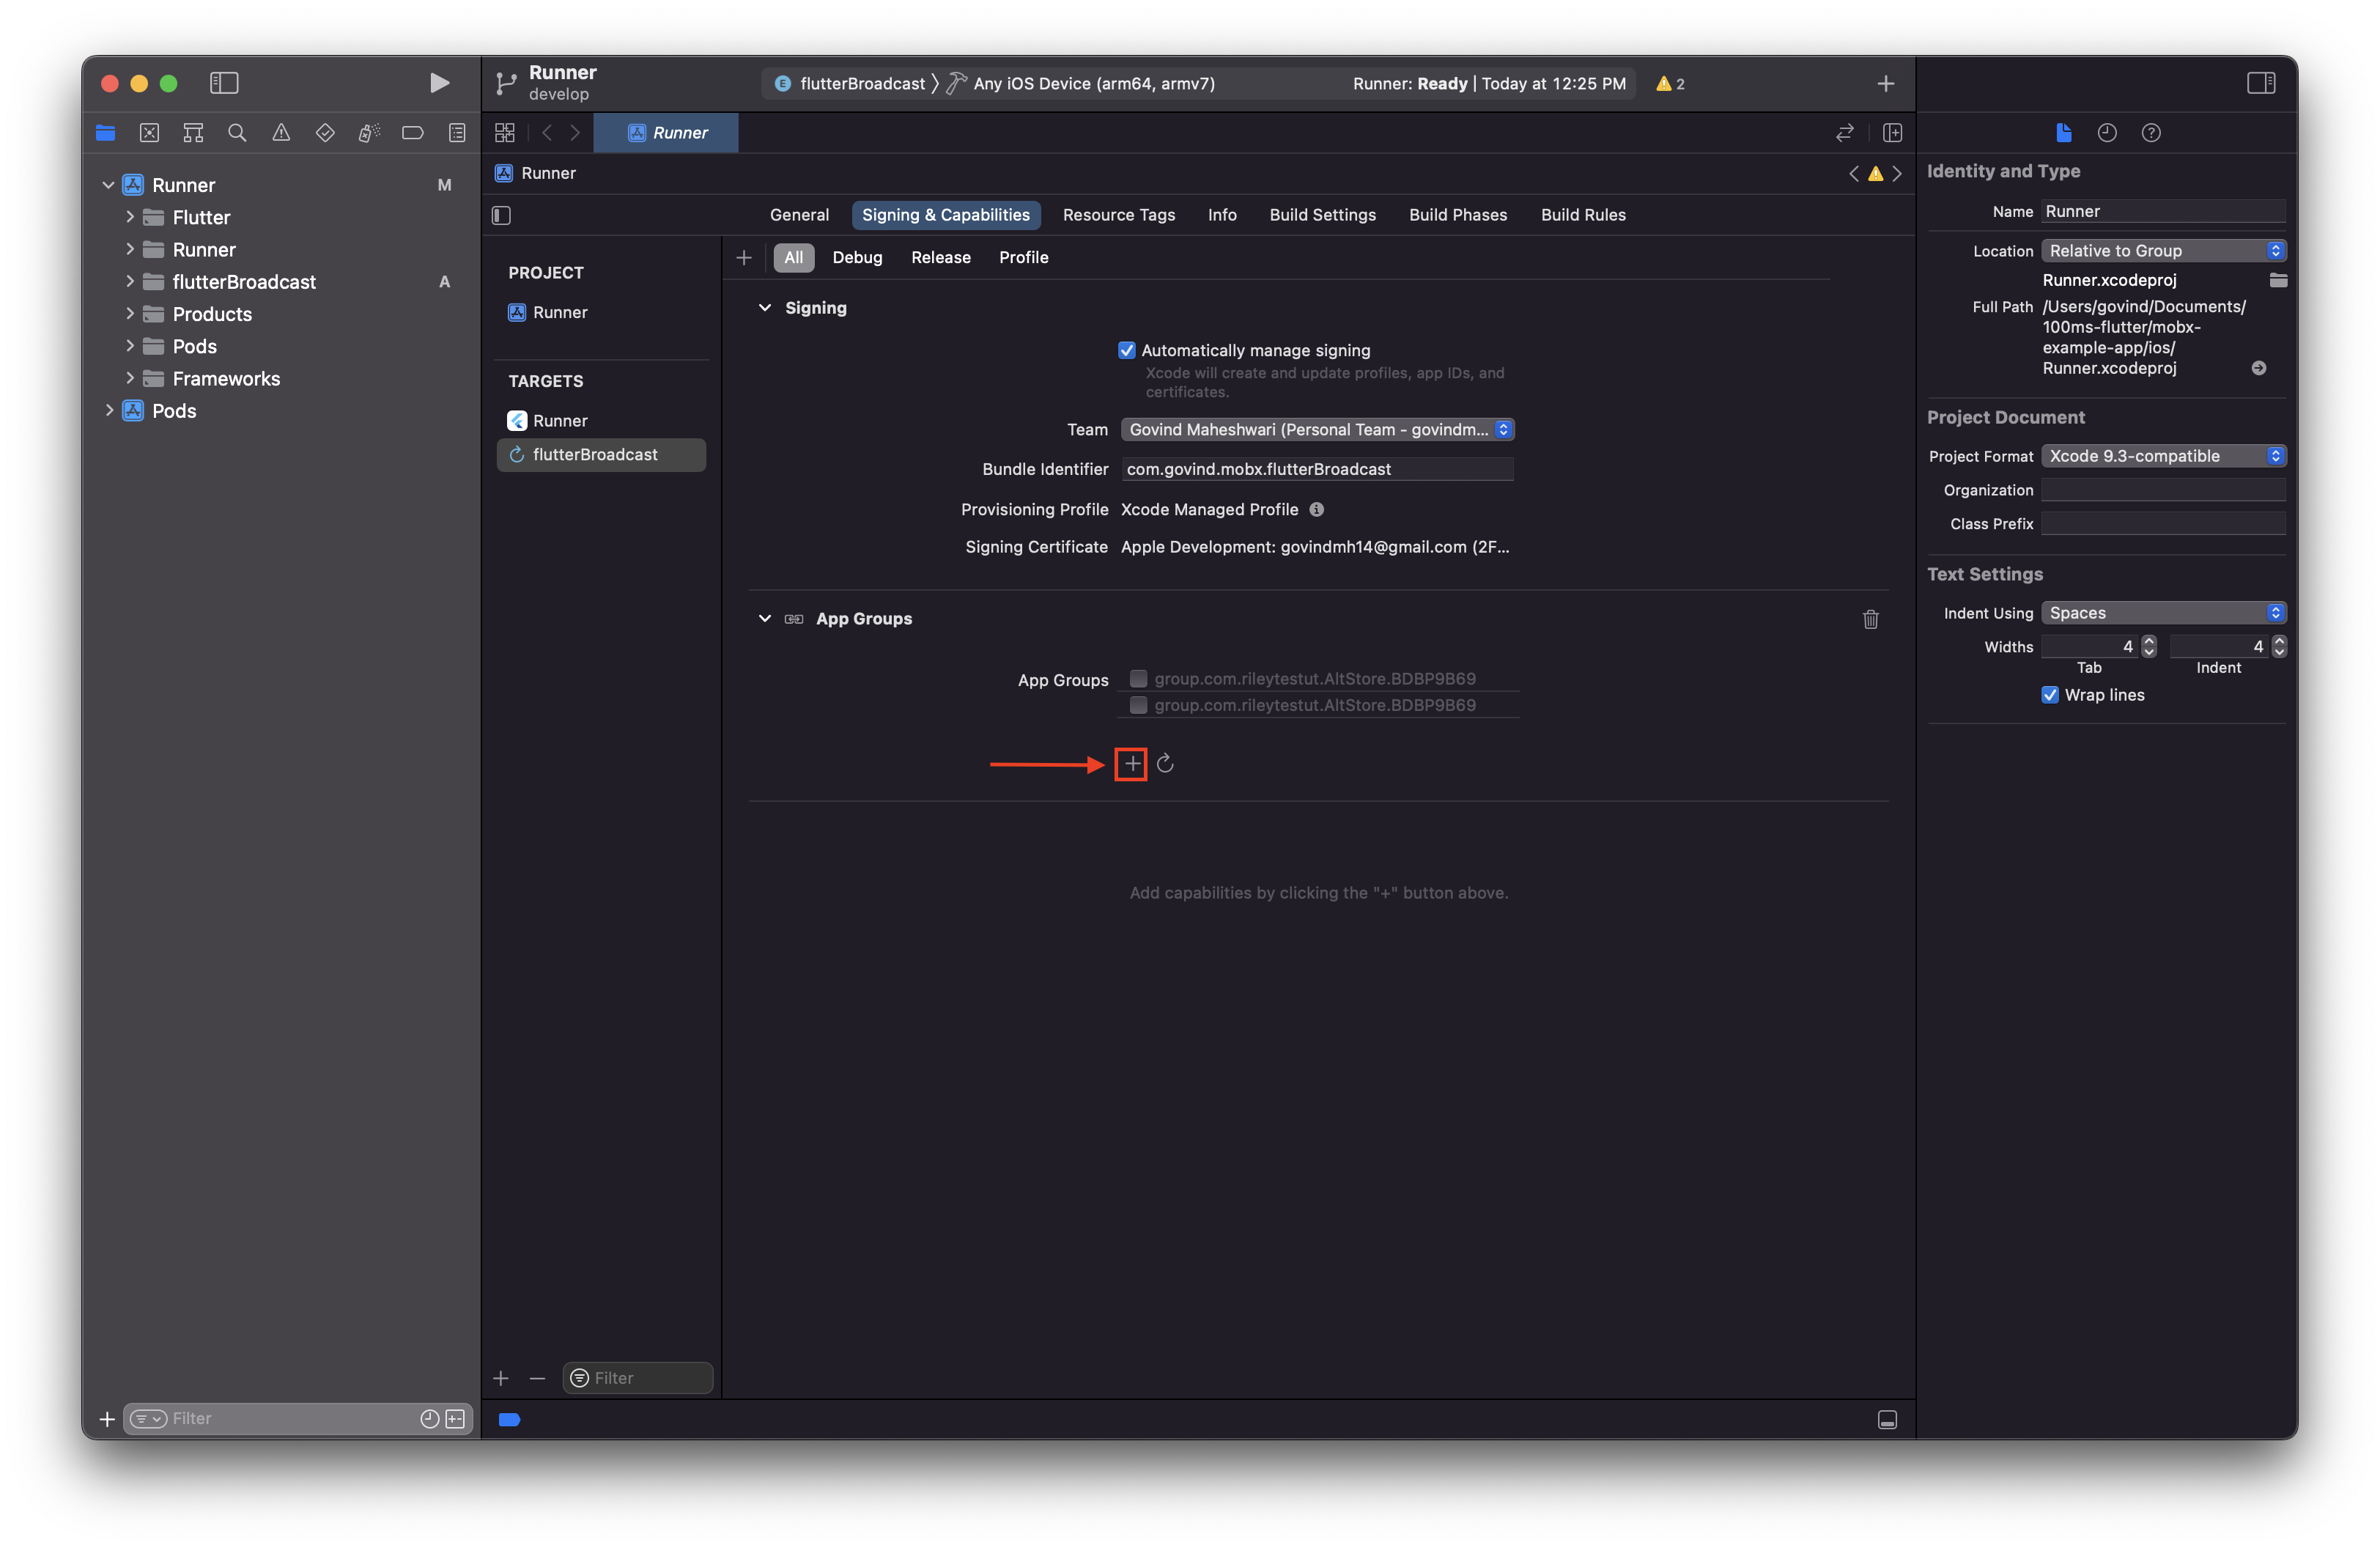 Runner
develop
flutterBroadcast
Any iOS Device (arm64, armv7)
Runner: Ready | Today at 12:25 PM
2
Runner
Runner
M
Flutter
Runner
flutterBroadcast
A
Products
Pods
Frameworks
Pods
Filter
Runner
General
Signing & Capabilities
Resource Tags
Info
Build Settings
Build Phases
Build Rules
PROJECT
Runner
TARGETS
Runner
flutterBroadcast
Filter
All
Debug
Release
Profile
Signing
Automatically manage signing
Xcode will create and update profiles, app IDs, and
certificates.
Team
Govind Maheshwari (Personal Team - govindm...
Bundle Identifier
com.govind.mobx.flutterBroadcast
Provisioning Profile
Xcode Managed Profile
Signing Certificate
Apple Development: govindmh14@gmail.com (2F...
App Groups
App Groups
group.com.rileytestut.AltStore.BDBP9B69
group.com.rileytestut.AltStore.BDBP9B69
Add capabilities by clicking the "+" button above.
Identity and Type
Name
Runner
Location
Relative to Group
Runner.xcodeproj
Full Path
/Users/govind/Documents/
100ms-flutter/mobx-
example-app/ios/
Runner.xcodeproj
Project Document
Project Format
Xcode 9.3-compatible
Organization
Class Prefix
Text Settings
Indent Using
Spaces
Widths
4
4
Tab
Indent
Wrap lines